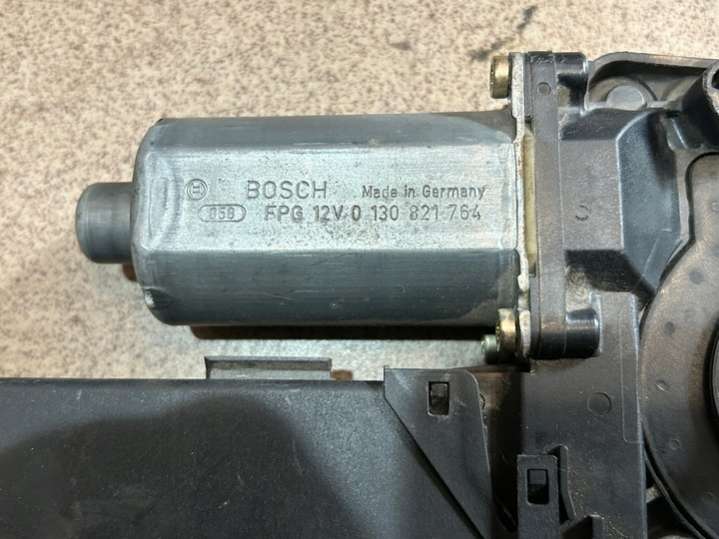 BOSCH Made in Germany
FPG 12V 0 130 821 764